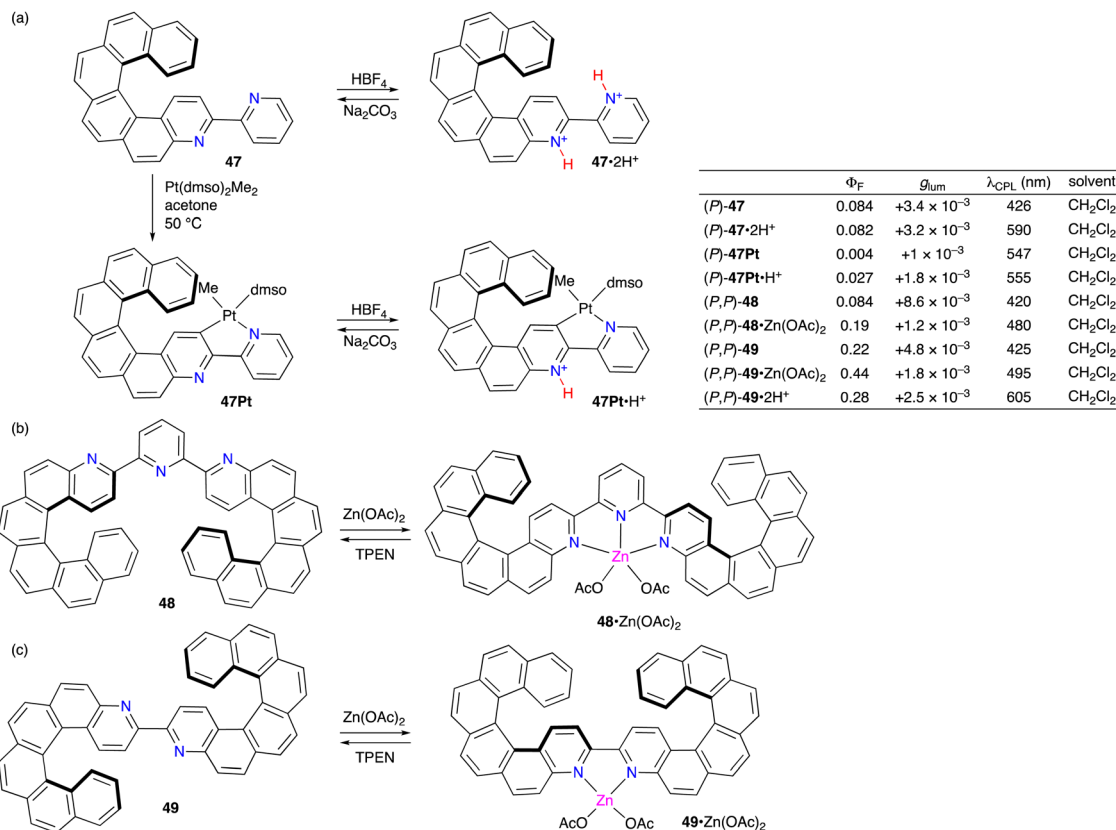 (a)
N
N
47
HBF4
Na2CO3
H
N+
N+
H
47•2H+
Pt(dmso)2Me2
acetone
50 °C
Me
dmso
Pt
N
N
47Pt
HBF4
Na2CO3
Me
dmso
Pt
N
N+
H
47Pt•H+
ΦF glum λCPL (nm) solvent
(P)-47 0.084 +3.4 × 10−3 426 CH2Cl2
(P)-47•2H+ 0.082 +3.2 × 10−3 590 CH2Cl2
(P)-47Pt 0.004 +1 × 10−3 547 CH2Cl2
(P)-47Pt•H+ 0.027 +1.8 × 10−3 555 CH2Cl2
(P,P)-48 0.084 +8.6 × 10−3 420 CH2Cl2
(P,P)-48•Zn(OAc)2 0.19 +1.2 × 10−3 480 CH2Cl2
(P,P)-49 0.22 +4.8 × 10−3 425 CH2Cl2
(P,P)-49•Zn(OAc)2 0.44 +1.8 × 10−3 495 CH2Cl2
(P,P)-49•2H+ 0.28 +2.5 × 10−3 605 CH2Cl2
(b)
N
N
N
48
Zn(OAc)2
TPEN
N
N
N
Zn
AcO
OAc
48•Zn(OAc)2
(c)
N
N
49
Zn(OAc)2
TPEN
N
N
Zn
AcO
OAc
49•Zn(OAc)2